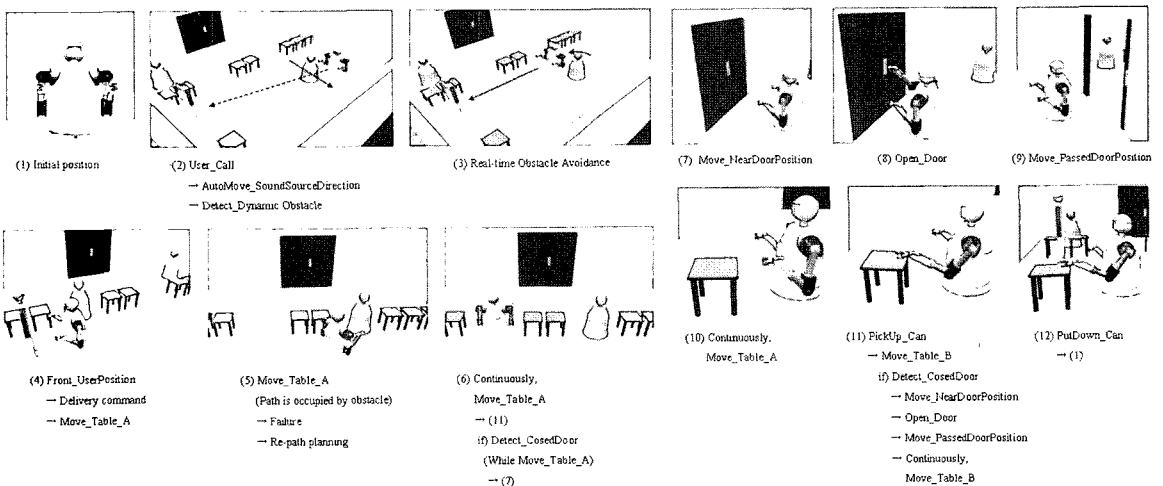 (1) Initial position
(2) User_Call
→ AutoMove_SoundSourceDirection
→ Detect_Dynamic Obstacle
(3) Real-time Obstacle Avoidance
(4) Front_UserPosition
→ Delivery command
→ Move_Table_A
(5) Move_Table_A
(Path is occupied by obstacle)
→ Failure
→ Re-path planning
(6) Continuously,
Move_Table_A
→ (11)
if) Detect_CosedDoor
(While Move_Table_A)
→ (7)
(7) Move_NearDoorPosition
(8) Open_Door
(9) Move_PassedDoorPosition
(10) Continuously,
Move_Table_A
(11) PickUp_Can
→ Move_Table_B
if) Detect_CosedDoor
→ Move_NearDoorPosition
→ Open_Door
→ Move_PassedDoorPosition
→ Continuously,
Move_Table_B
(12) PutDown_Can
→ (1)